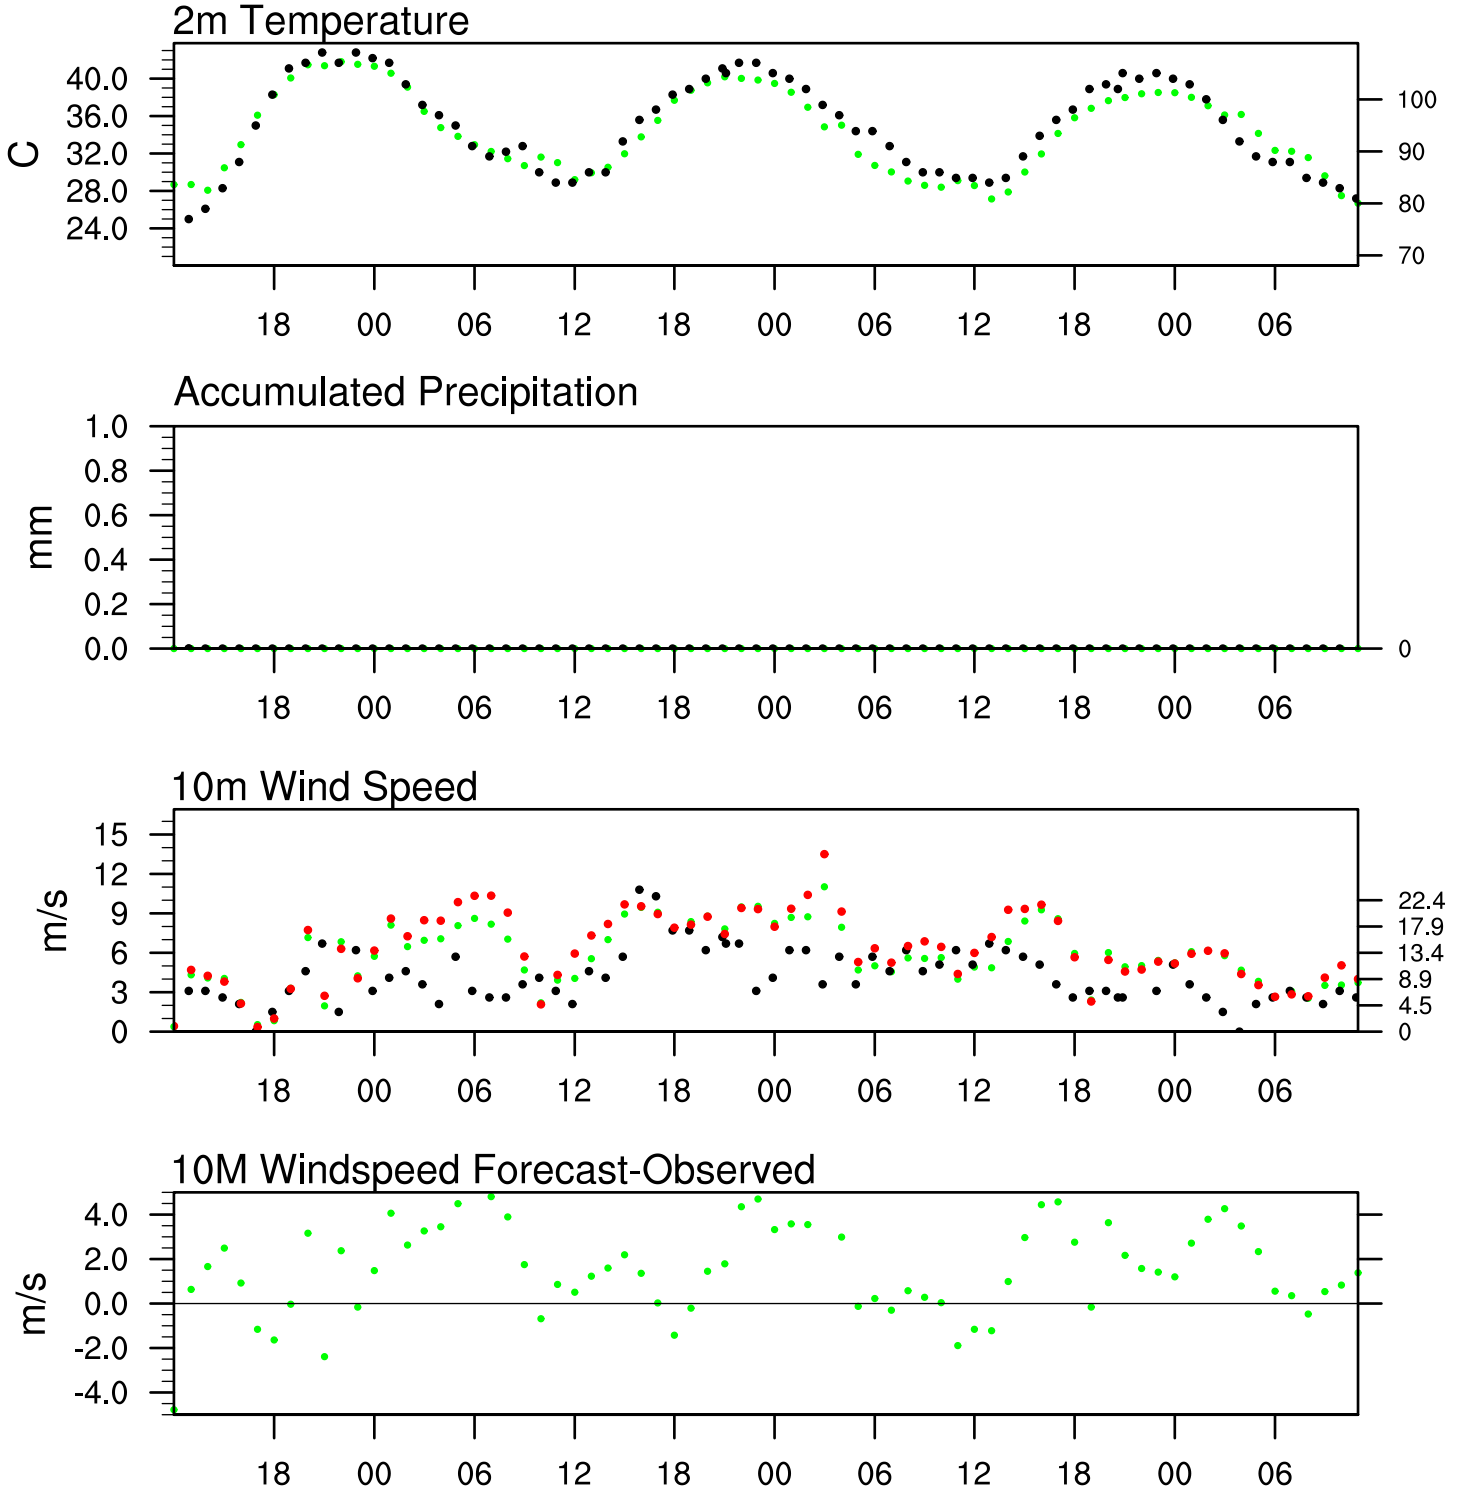 2m Temperature
40.0
36.0
32.0
28.0
24.0
C
100
90
80
70
18 00 06 12 18 00 06 12 18 00 06
Accumulated Precipitation
1.0
0.8
0.6
0.4
0.2
0.0
mm
0
18 00 06 12 18 00 06 12 18 00 06
10m Wind Speed
15
12
9
6
3
0
m/s
22.4
17.9
13.4
8.9
4.5
0
18 00 06 12 18 00 06 12 18 00 06
10M Windspeed Forecast-Observed
4.0
2.0
0.0
-2.0
-4.0
m/s
18 00 06 12 18 00 06 12 18 00 06